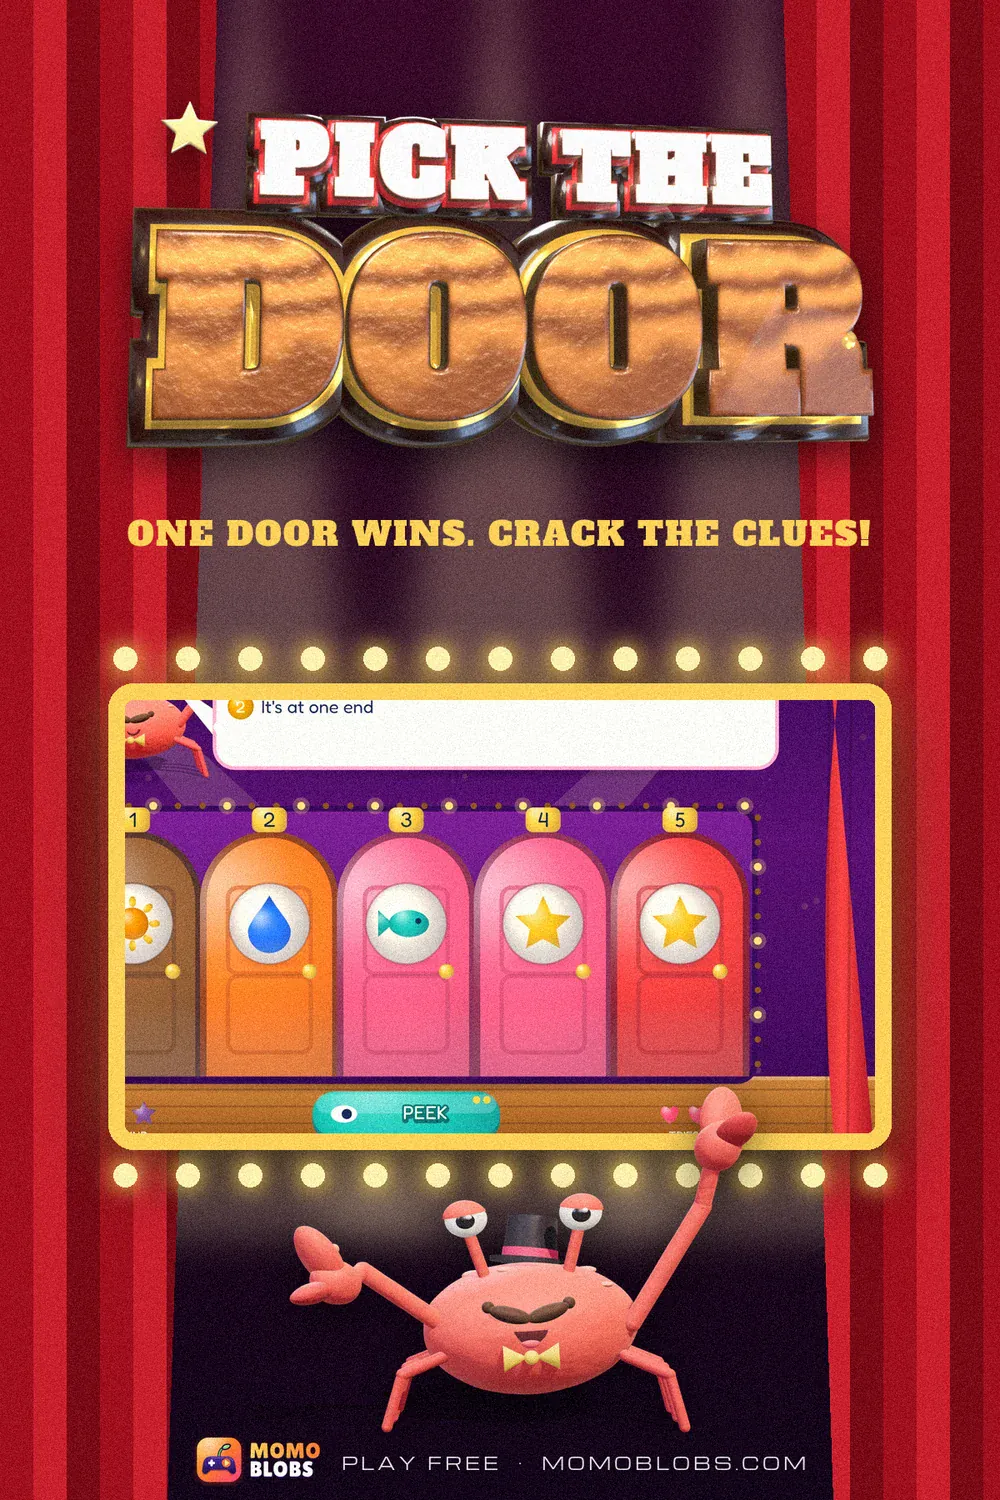 PICK THE
DOOR
ONE DOOR WINS. CRACK THE CLUES!
2 It's at one end
1 2 3 4 5
PEEK
MOMO
BLOBS
PLAY FREE · MOMOBLOBS.COM